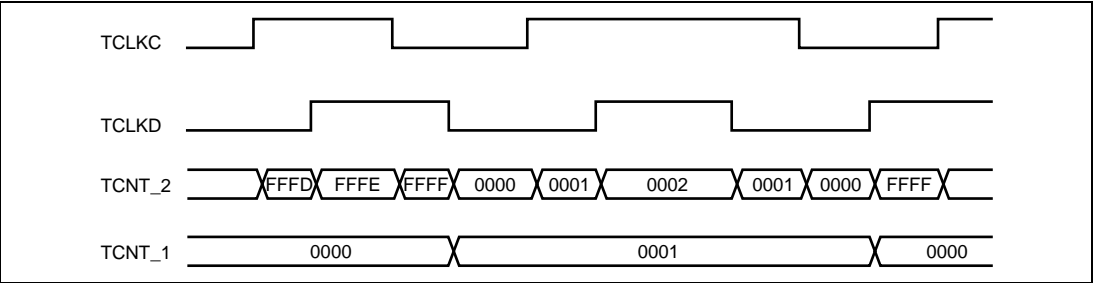 TCLKC
TCLKD
TCNT_2 FFFD FFFE FFFF 0000 0001 0002 0001 0000 FFFF
TCNT_1 0000 0001 0000